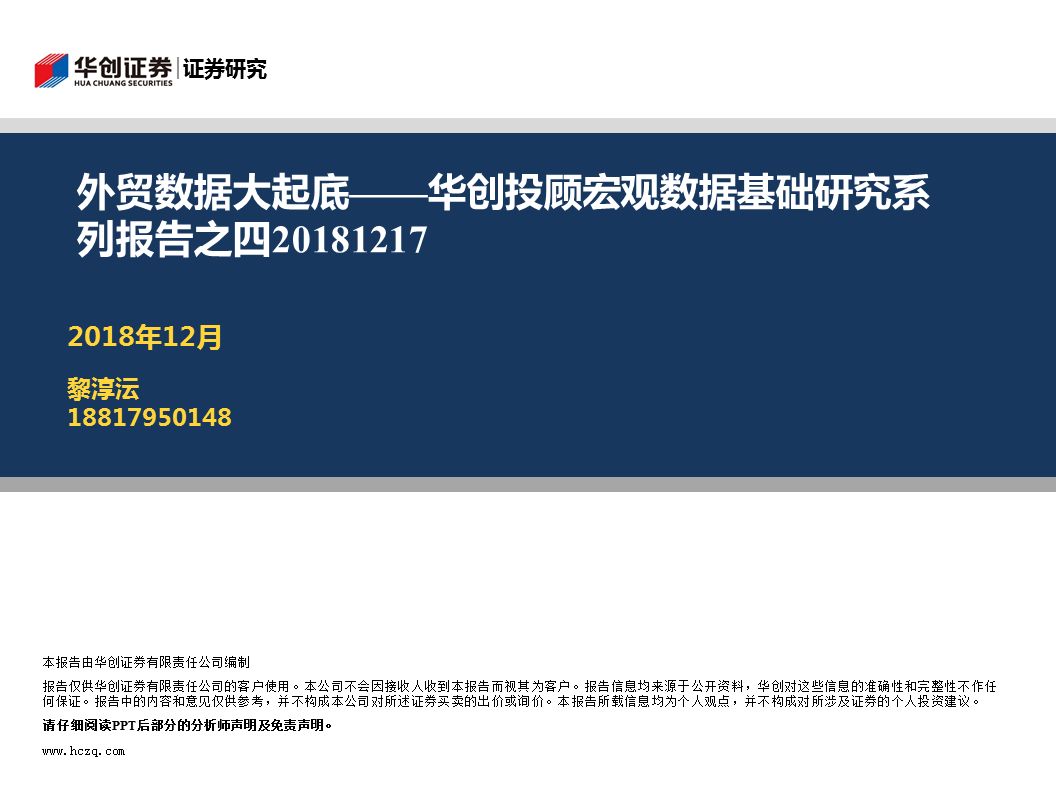 华创证券|证券研究
HUA CHUANG SECURITIES
外贸数据大起底——华创投顾宏观数据基础研究系
列报告之四20181217
2018年12月
黎淳沄
18817950148
本报告由华创证券有限责任公司编制
报告仅供华创证券有限责任公司的客户使用。本公司不会因接收人收到本报告而视其为客户。报告信息均来源于公开资料，华创对这些信息的准确性和完整性不作任
何保证。报告中的内容和意见仅供参考，并不构成本公司对所述证券买卖的出价或询价。本报告所载信息均为个人观点，并不构成对所涉及证券的个人投资建议。
请仔细阅读PPT后部分的分析师声明及免责声明。
www.hczq.com